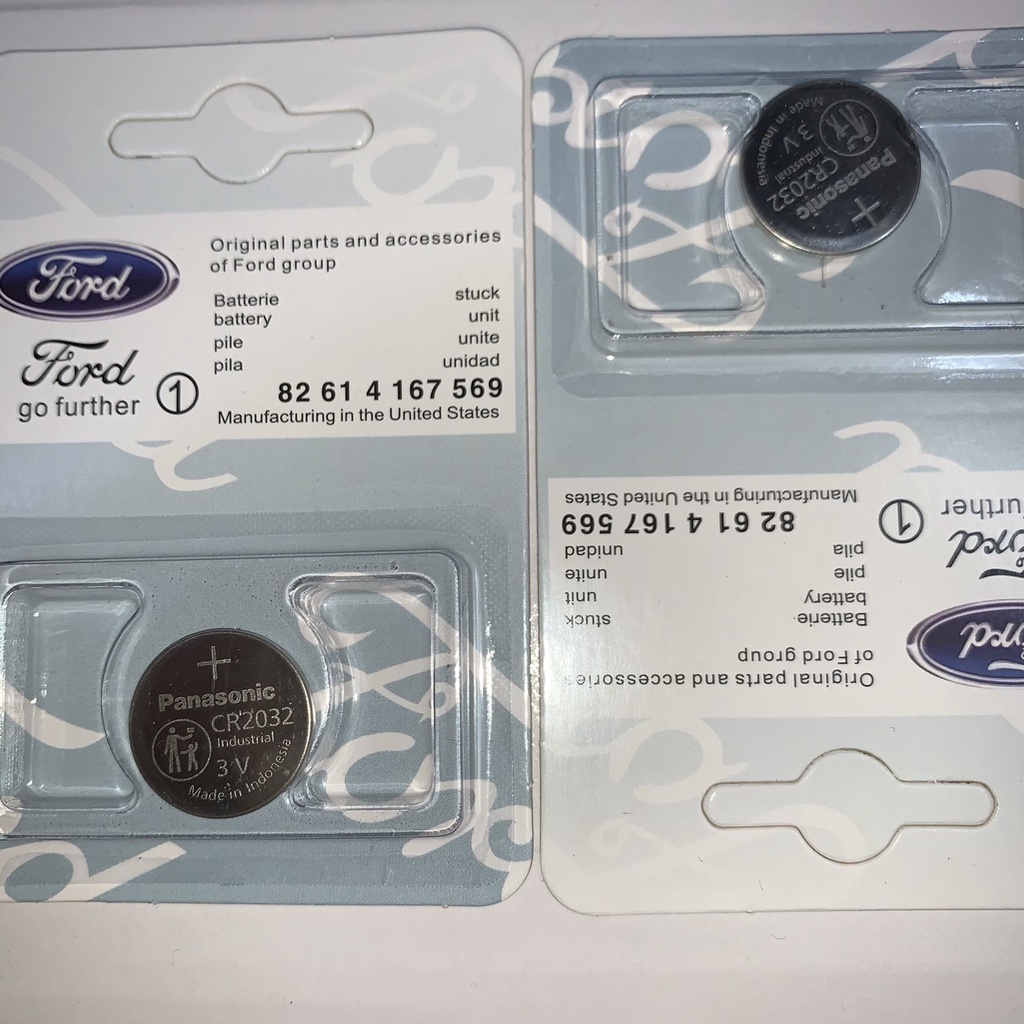 Original parts and accessories
of Ford group
Ford
Batterie stuck
battery unit
pile unite
pila unidad
Ford
go further
1
82 61 4 167 569
Manufacturing in the United States
+
Panasonic
CR2032
Industrial
3 V
Made in Indonesia
Original parts and accessories
of Ford group
Batterie stuck
battery unit
pile unite
pila unidad
1
82 61 4 167 569
Manufacturing in the United States
+
Panasonic
CR2032
Industrial
3 V
Made in Indonesia